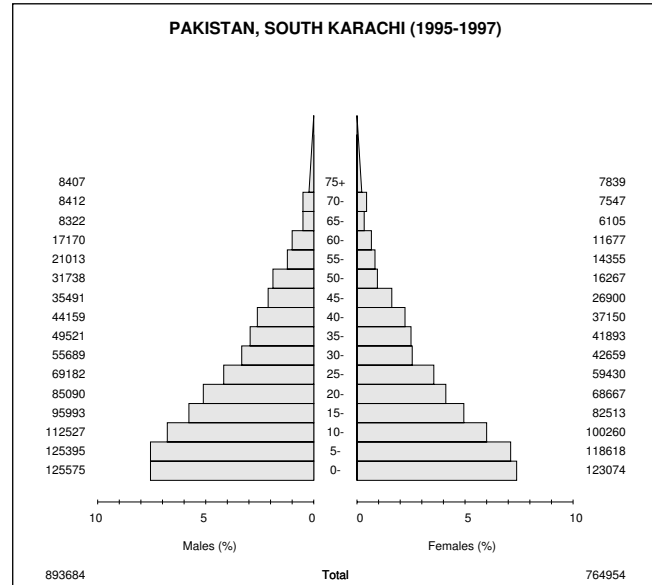 PAKISTAN, SOUTH KARACHI (1995-1997)
8407 75+ 7839
8412 70- 7547
8322 65- 6105
17170 60- 11677
21013 55- 14355
31738 50- 16267
35491 45- 26900
44159 40- 37150
49521 35- 41893
55689 30- 42659
69182 25- 59430
85090 20- 68667
95993 15- 82513
112527 10- 100260
125395 5- 118618
125575 0- 123074
10 5 0 0 5 10
Males (%) Females (%)
893684 Total 764954